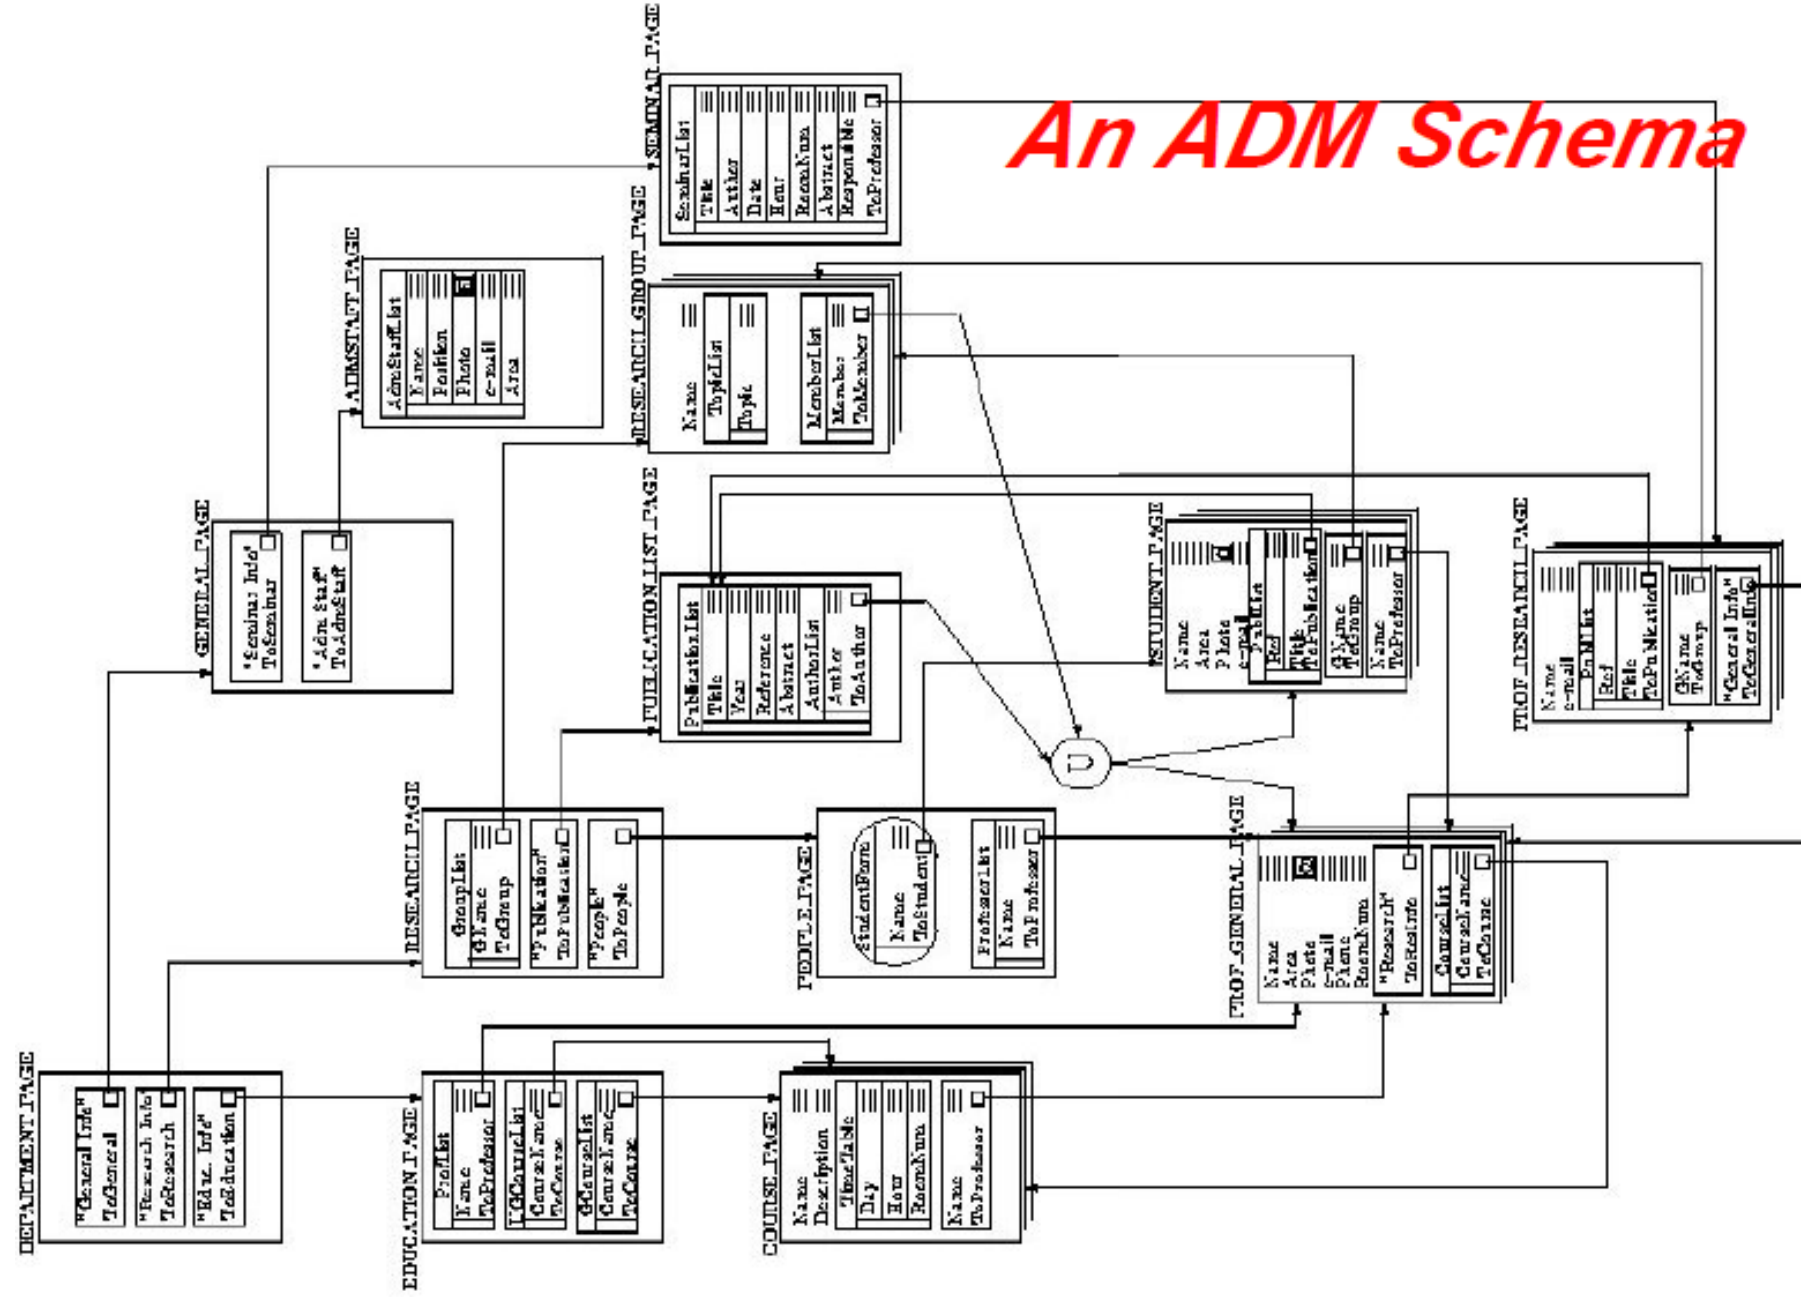 An ADM Schema
DEPARTMENT_PAGE
"General Info"
ToGeneral
"Research Info"
ToResearch
"Educ. Info"
ToEducation
GENERAL_PAGE
"Seminar Info"
ToSeminar
"Adm Staff"
ToAdmStaff
ADMSTAFF_PAGE
AdmStaffList
Name
Position
Photo
e-mail
Area
SEMINAR_PAGE
SeminarList
Title
Author
Date
Hour
RoomNum
Abstract
Responsible
ToProfessor
RESEARCH_PAGE
GroupList
GName
ToGroup
"Publication"
ToPublication
"People"
ToPeople
RESEARCH_GROUP_PAGE
Name
TopicList
Topic
MemberList
Member
ToMember
PUBLICATION_LIST_PAGE
PublicationList
Title
Year
Reference
Abstract
AuthorList
Author
ToAuthor
PEOPLE_PAGE
StudentForm
Name
ToStudent
ProfessorList
Name
ToProfessor
U
STUDENT_PAGE
Name
Area
Photo
e-mail
PublList
Ref
Title
ToPublication
GName
ToGroup
Name
ToProfessor
PROF_RESEARCH_PAGE
Name
e-mail
PublList
Ref
Title
ToPublication
GName
ToGroup
"General Info"
ToGeneralInfo
EDUCATION_PAGE
ProfList
Name
ToProfessor
UGCourseList
CourseName
ToCourse
GCourseList
CourseName
ToCourse
COURSE_PAGE
Name
Description
TimeTable
Day
Hour
RoomNum
Name
ToProfessor
PROF_GENERAL_PAGE
Name
Area
Photo
e-mail
Phone
RoomNum
"Research"
ToResInfo
CourseList
CourseName
ToCourse